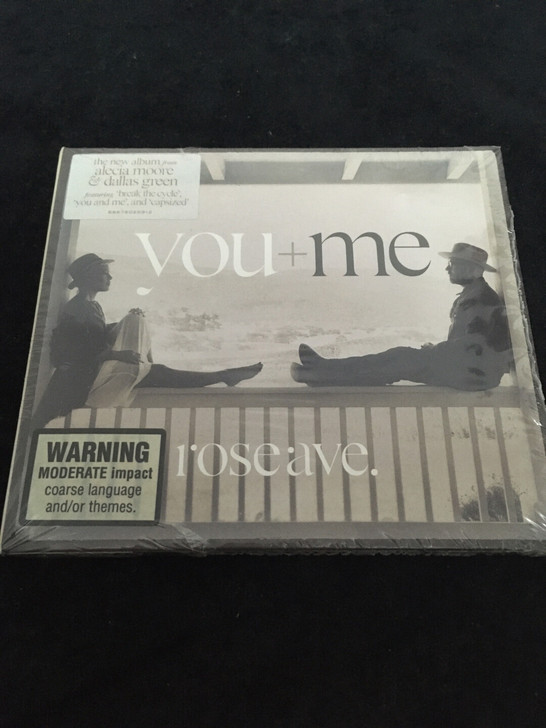 the new album from
alecia moore
& dallas green
featuring 'break the cycle',
'you and me', and 'capsized'
you+me
rose ave.
WARNING
MODERATE impact
coarse language
and/or themes.